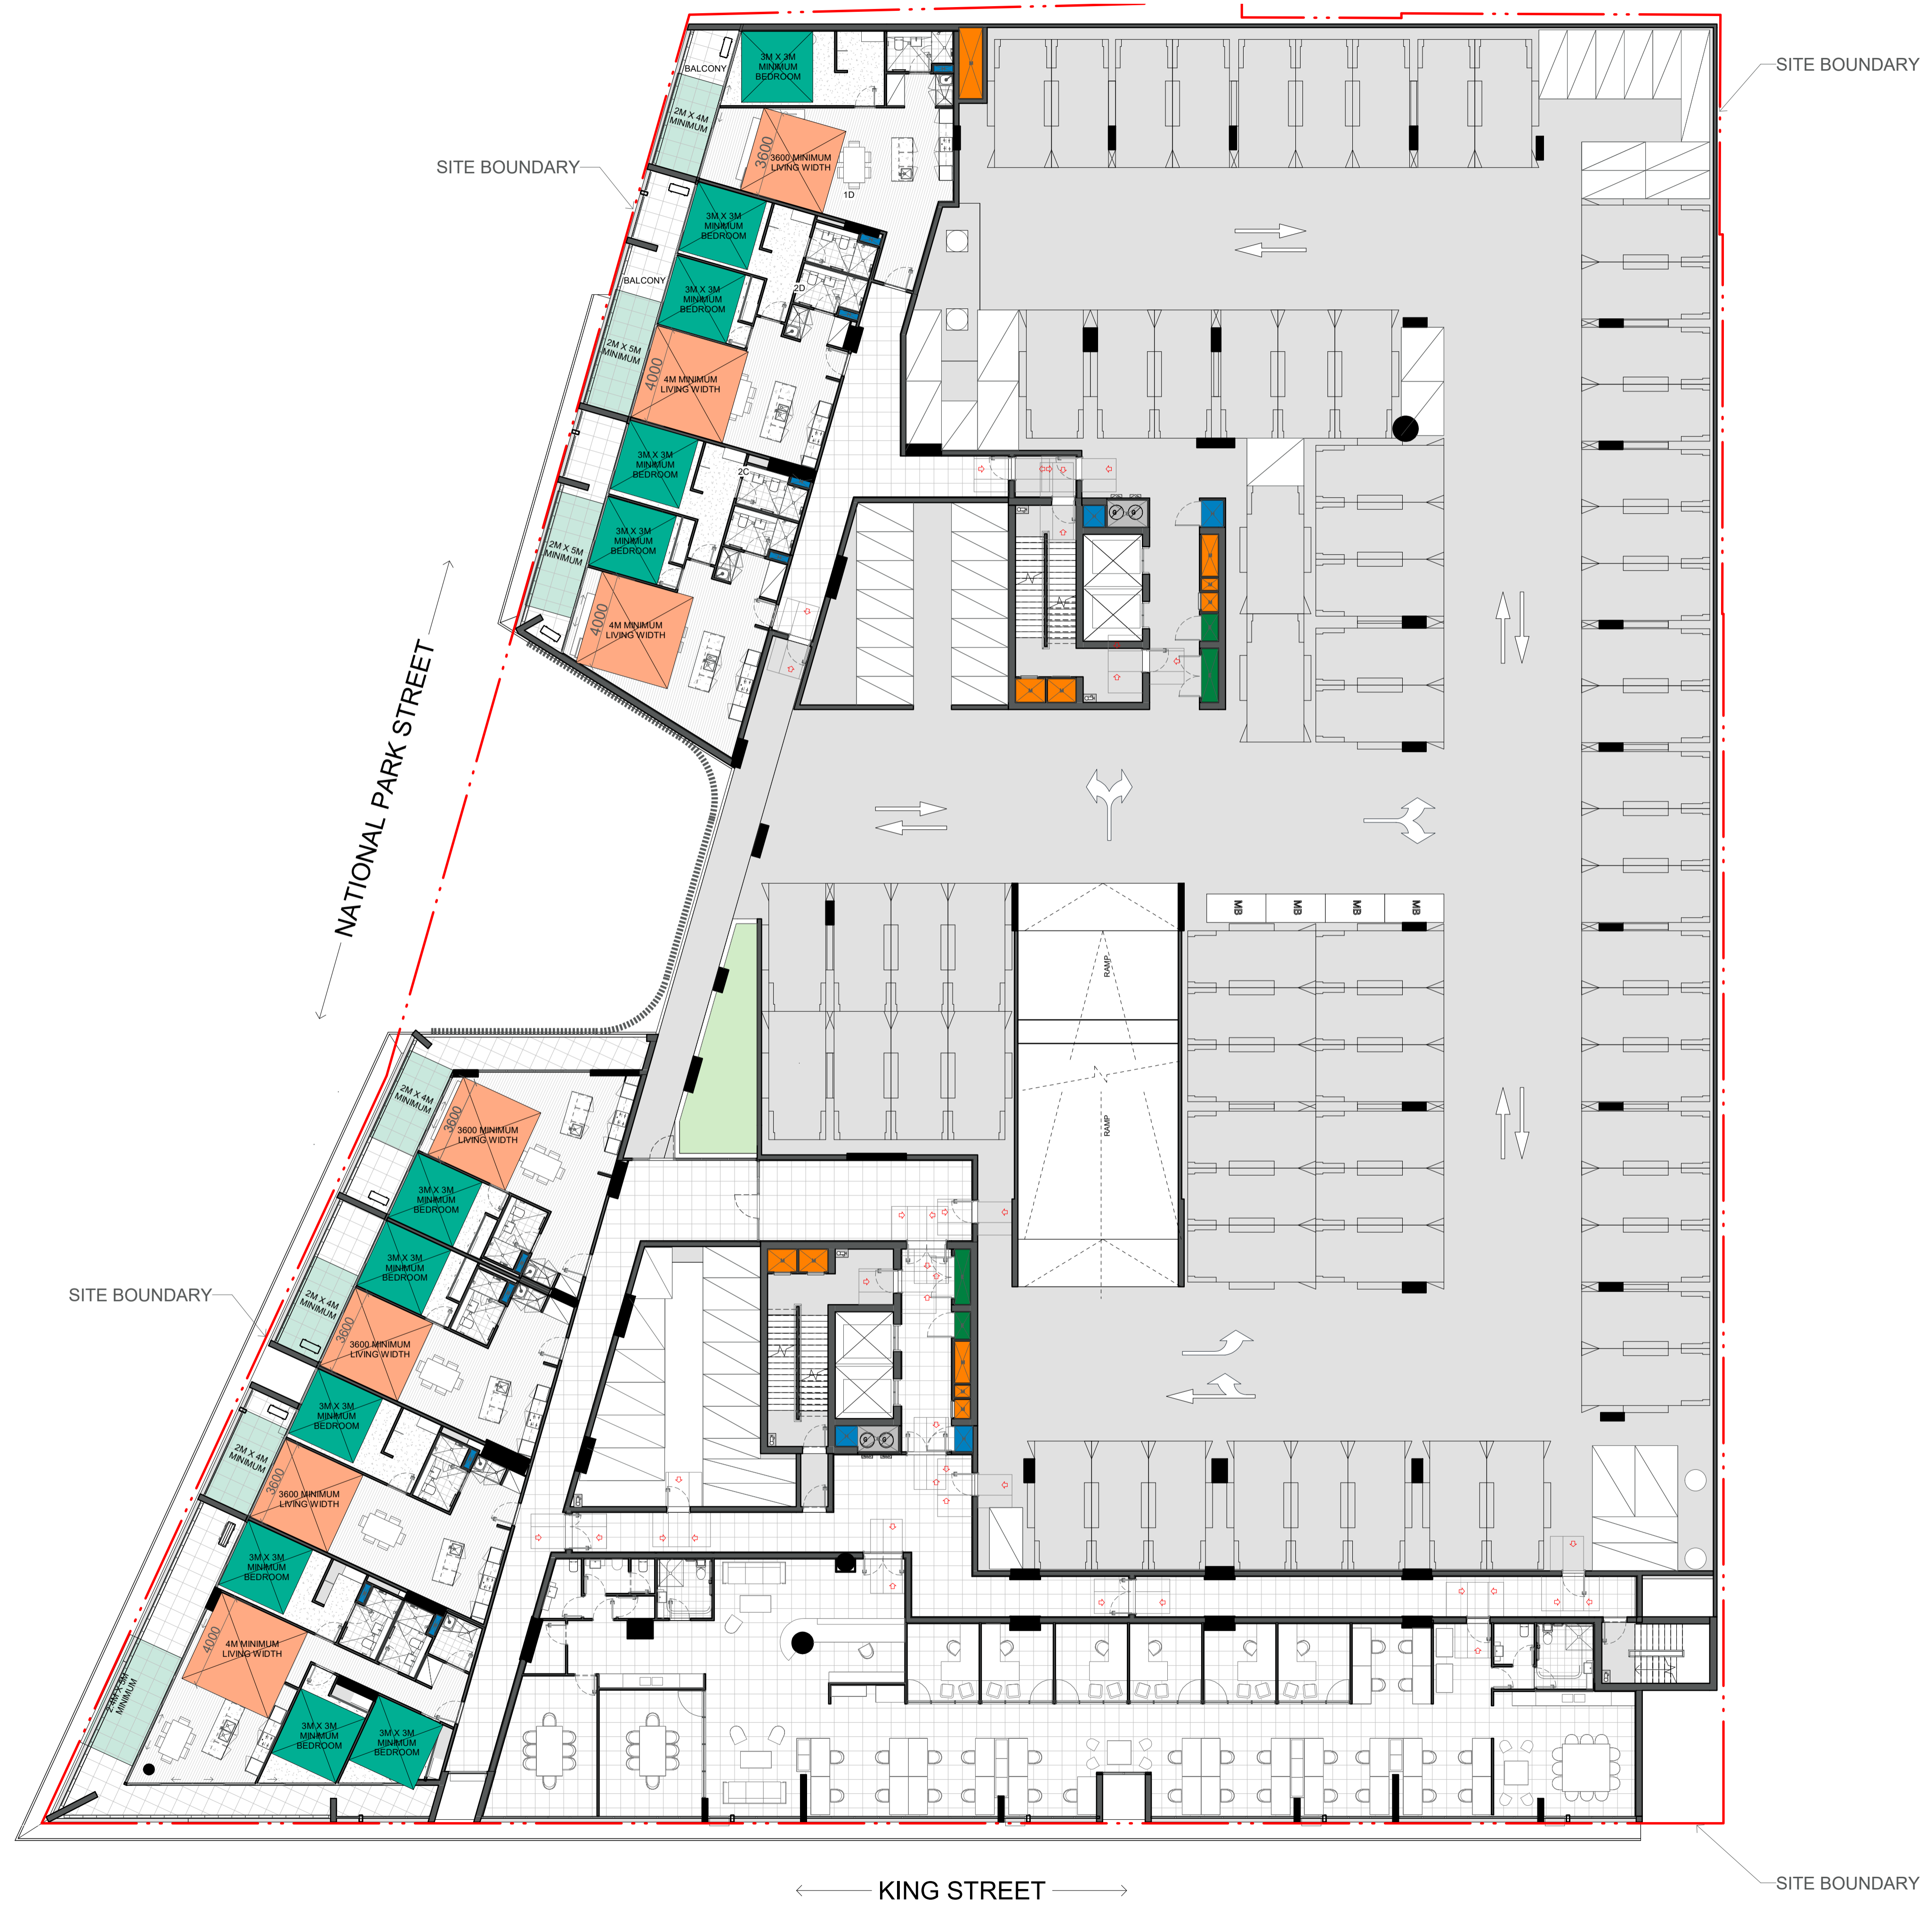 SITE BOUNDARY
3M X 3M
MINIMUM
BEDROOM
BALCONY
2M X 4M
MINIMUM
3600
3600 MINIMUM
LIVING WIDTH
1D
SITE BOUNDARY
3M X 3M
MINIMUM
BEDROOM
BALCONY
3M X 3M
MINIMUM
BEDROOM
2D
2M X 5M
MINIMUM
4000
4M MINIMUM
LIVING WIDTH
3M X 3M
MINIMUM
BEDROOM
2C
3M X 3M
MINIMUM
BEDROOM
2M X 5M
MINIMUM
4000
4M MINIMUM
LIVING WIDTH
NATIONAL PARK STREET
MB
MB
MB
MB
RAMP
RAMP
2M X 4M
MINIMUM
3600
3600 MINIMUM
LIVING WIDTH
3M X 3M
MINIMUM
BEDROOM
3M X 3M
MINIMUM
BEDROOM
SITE BOUNDARY
2M X 4M
MINIMUM
3600
3600 MINIMUM
LIVING WIDTH
3M X 3M
MINIMUM
BEDROOM
2M X 4M
MINIMUM
3600
3600 MINIMUM
LIVING WIDTH
3M X 3M
MINIMUM
BEDROOM
4000
4M MINIMUM
LIVING WIDTH
2.4M X 5M
MINIMUM
3M X 3M
MINIMUM
BEDROOM
3M X 3M
MINIMUM
BEDROOM
SITE BOUNDARY
KING STREET